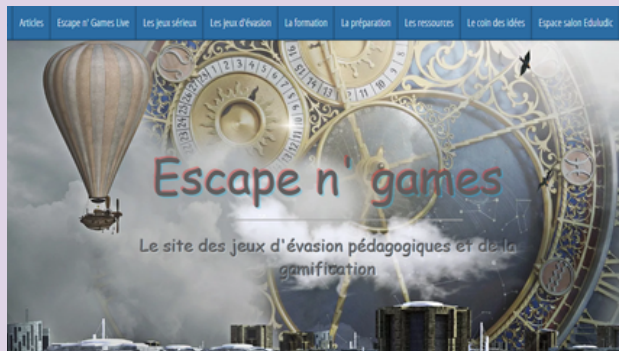 Articles Escape n' Games Live Les jeux sérieux Les jeux d'évasion La formation La préparation Les ressources Le coin des idées Espace salon Eduludic
Escape n' games
Le site des jeux d'évasion pédagogiques et de la
gamification